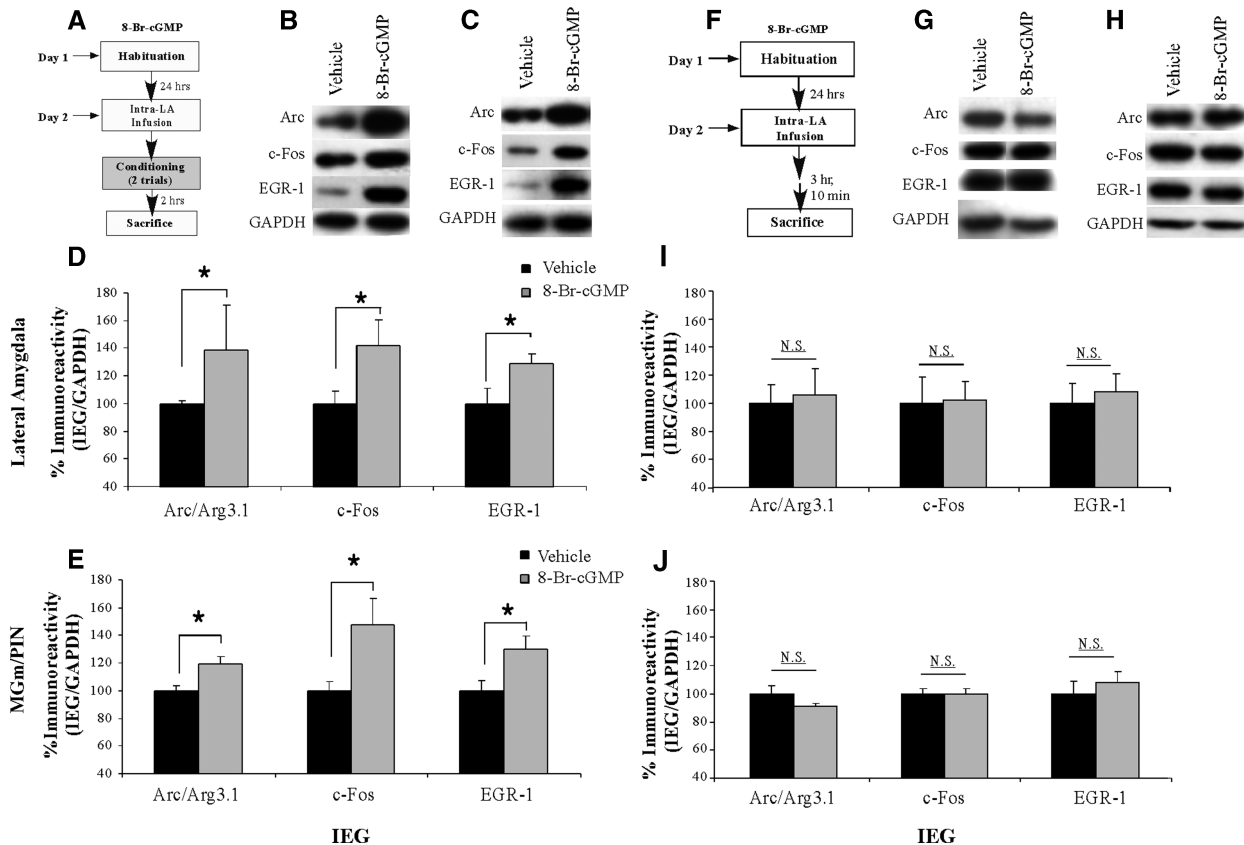 A
8-Br-cGMP
Day 1
Habituation
24 hrs
Day 2
Intra-LA
Infusion
Conditioning
(2 trials)
2 hrs
Sacrifice
B
Vehicle
8-Br-cGMP
Arc
c-Fos
EGR-1
GAPDH
C
Vehicle
8-Br-cGMP
Arc
c-Fos
EGR-1
GAPDH
F
8-Br-cGMP
Day 1
Habituation
24 hrs
Day 2
Intra-LA
Infusion
3 hr,
10 min
Sacrifice
G
Vehicle
8-Br-cGMP
Arc
c-Fos
EGR-1
GAPDH
H
Vehicle
8-Br-cGMP
Arc
c-Fos
EGR-1
GAPDH
D
Lateral Amygdala
% Immunoreactivity
(IEG/GAPDH)
180
160
140
120
100
80
60
40
*
*
*
Vehicle
8-Br-cGMP
Arc/Arg3.1
c-Fos
EGR-1
I
% Immunoreactivity
(IEG/GAPDH)
180
160
140
120
100
80
60
40
N.S.
N.S.
N.S.
Arc/Arg3.1
c-Fos
EGR-1
E
MGm/PIN
%Immunoreactivity
(IEG/GAPDH)
180
160
140
120
100
80
60
40
*
*
*
Vehicle
8-Br-cGMP
Arc/Arg3.1
c-Fos
EGR-1
IEG
J
% Immunoreactivity
(IEG/GAPDH)
180
160
140
120
100
80
60
40
N.S.
N.S.
N.S.
Arc/Arg3.1
c-Fos
EGR-1
IEG